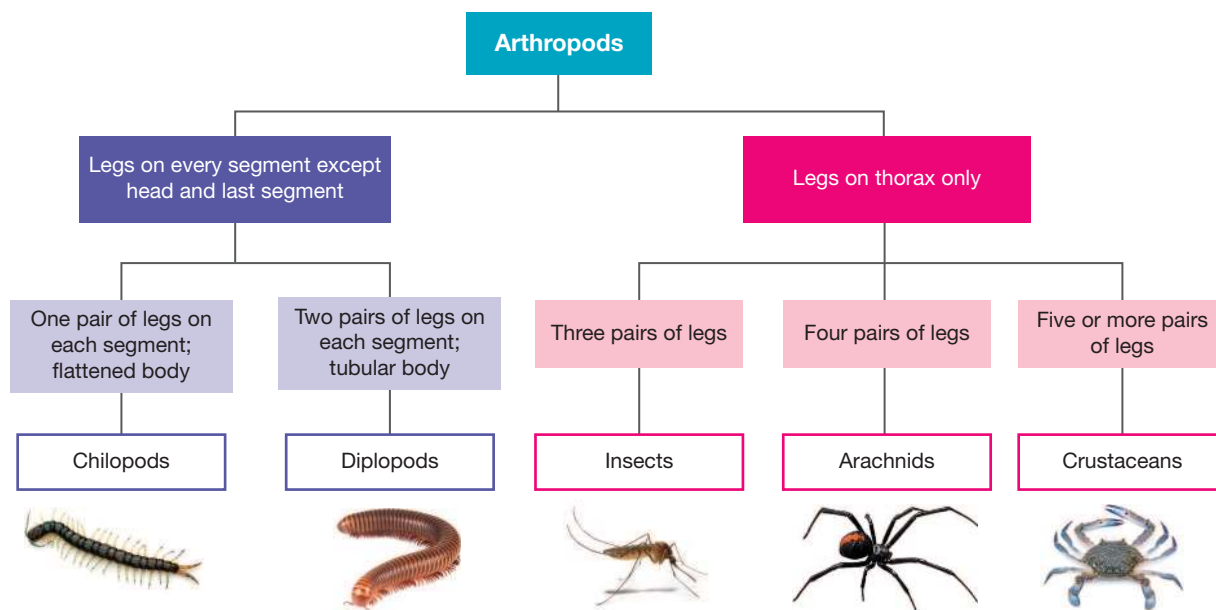 Arthropods
Legs on every segment except
head and last segment
Legs on thorax only
One pair of legs on
each segment;
flattened body
Two pairs of legs on
each segment;
tubular body
Three pairs of legs
Four pairs of legs
Five or more pairs
of legs
Chilopods
Diplopods
Insects
Arachnids
Crustaceans